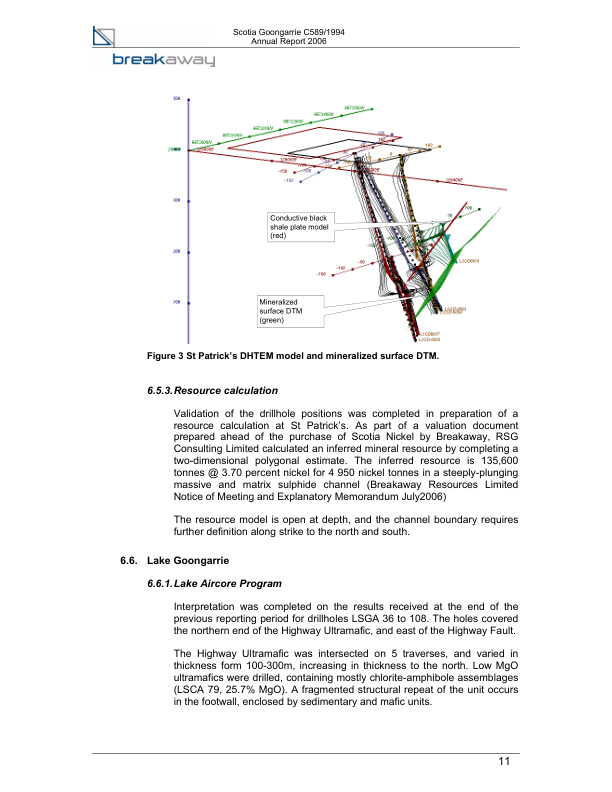 Scotia Goongarrie C589/1994
Annual Report 2006
breakaway
500
300
200
100
Conductive black
shale plate model
(red)
Mineralized
surface DTM
(green)
Figure 3 St Patrick's DHTEM model and mineralized surface DTM.
6.5.3. Resource calculation
Validation of the drillhole positions was completed in preparation of a
resource calculation at St Patrick's. As part of a valuation document
prepared ahead of the purchase of Scotia Nickel by Breakaway, RSG
Consulting Limited calculated an inferred mineral resource by completing a
two-dimensional polygonal estimate. The inferred resource is 135,600
tonnes @ 3.70 percent nickel for 4 950 nickel tonnes in a steeply-plunging
massive and matrix sulphide channel (Breakaway Resources Limited
Notice of Meeting and Explanatory Memorandum July2006)
The resource model is open at depth, and the channel boundary requires
further definition along strike to the north and south.
6.6. Lake Goongarrie
6.6.1. Lake Aircore Program
Interpretation was completed on the results received at the end of the
previous reporting period for drillholes LSGA 36 to 108. The holes covered
the northern end of the Highway Ultramafic, and east of the Highway Fault.
The Highway Ultramafic was intersected on 5 traverses, and varied in
thickness form 100-300m, increasing in thickness to the north. Low MgO
ultramafics were drilled, containing mostly chlorite-amphibole assemblages
(LSCA 79, 25.7% MgO). A fragmented structural repeat of the unit occurs
in the footwall, enclosed by sedimentary and mafic units.
11